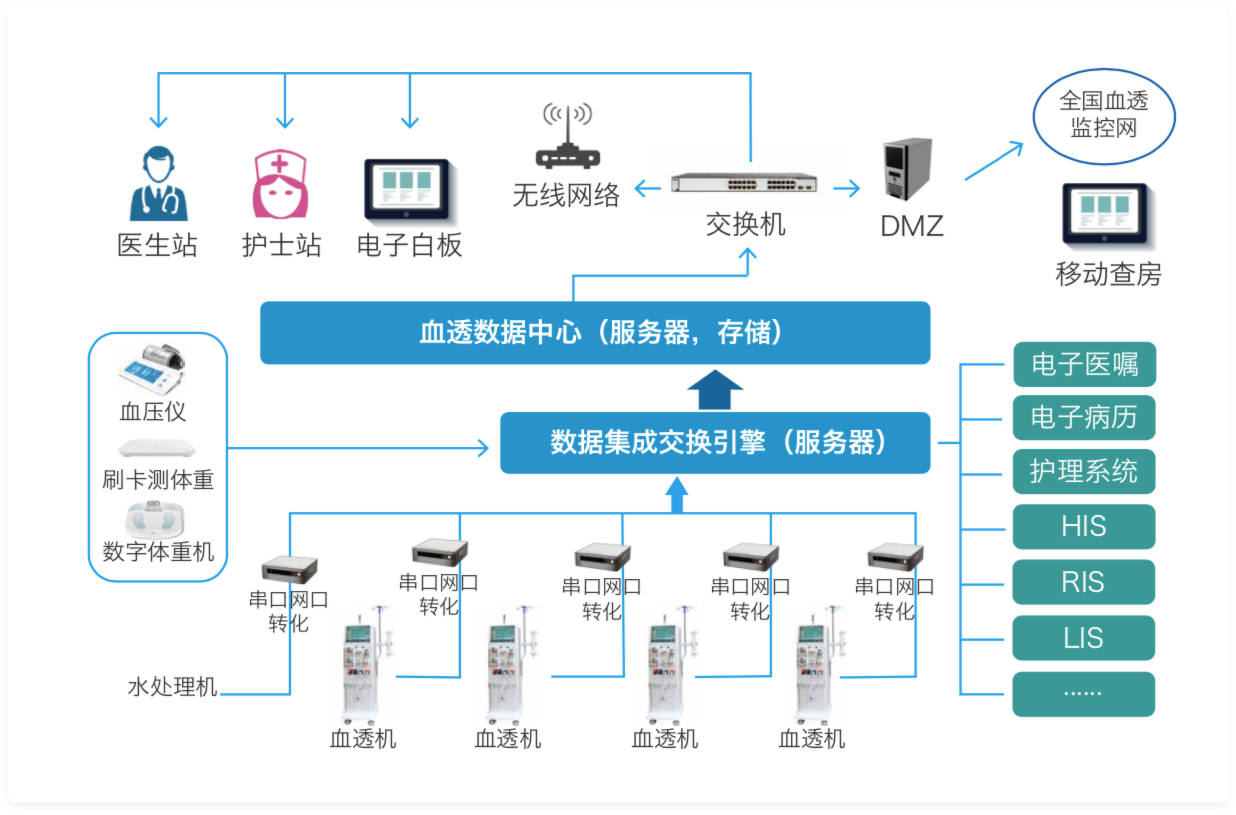 全国血透
监控网
无线网络
交换机
DMZ
医生站
护士站
电子白板
移动查房
血透数据中心（服务器，存储）
血压仪
刷卡测体重
数字体重机
数据集成交换引擎（服务器）
电子医嘱
电子病历
护理系统
HIS
RIS
LIS
······
串口网口
转化
串口网口
转化
串口网口
转化
串口网口
转化
串口网口
转化
水处理机
血透机
血透机
血透机
血透机